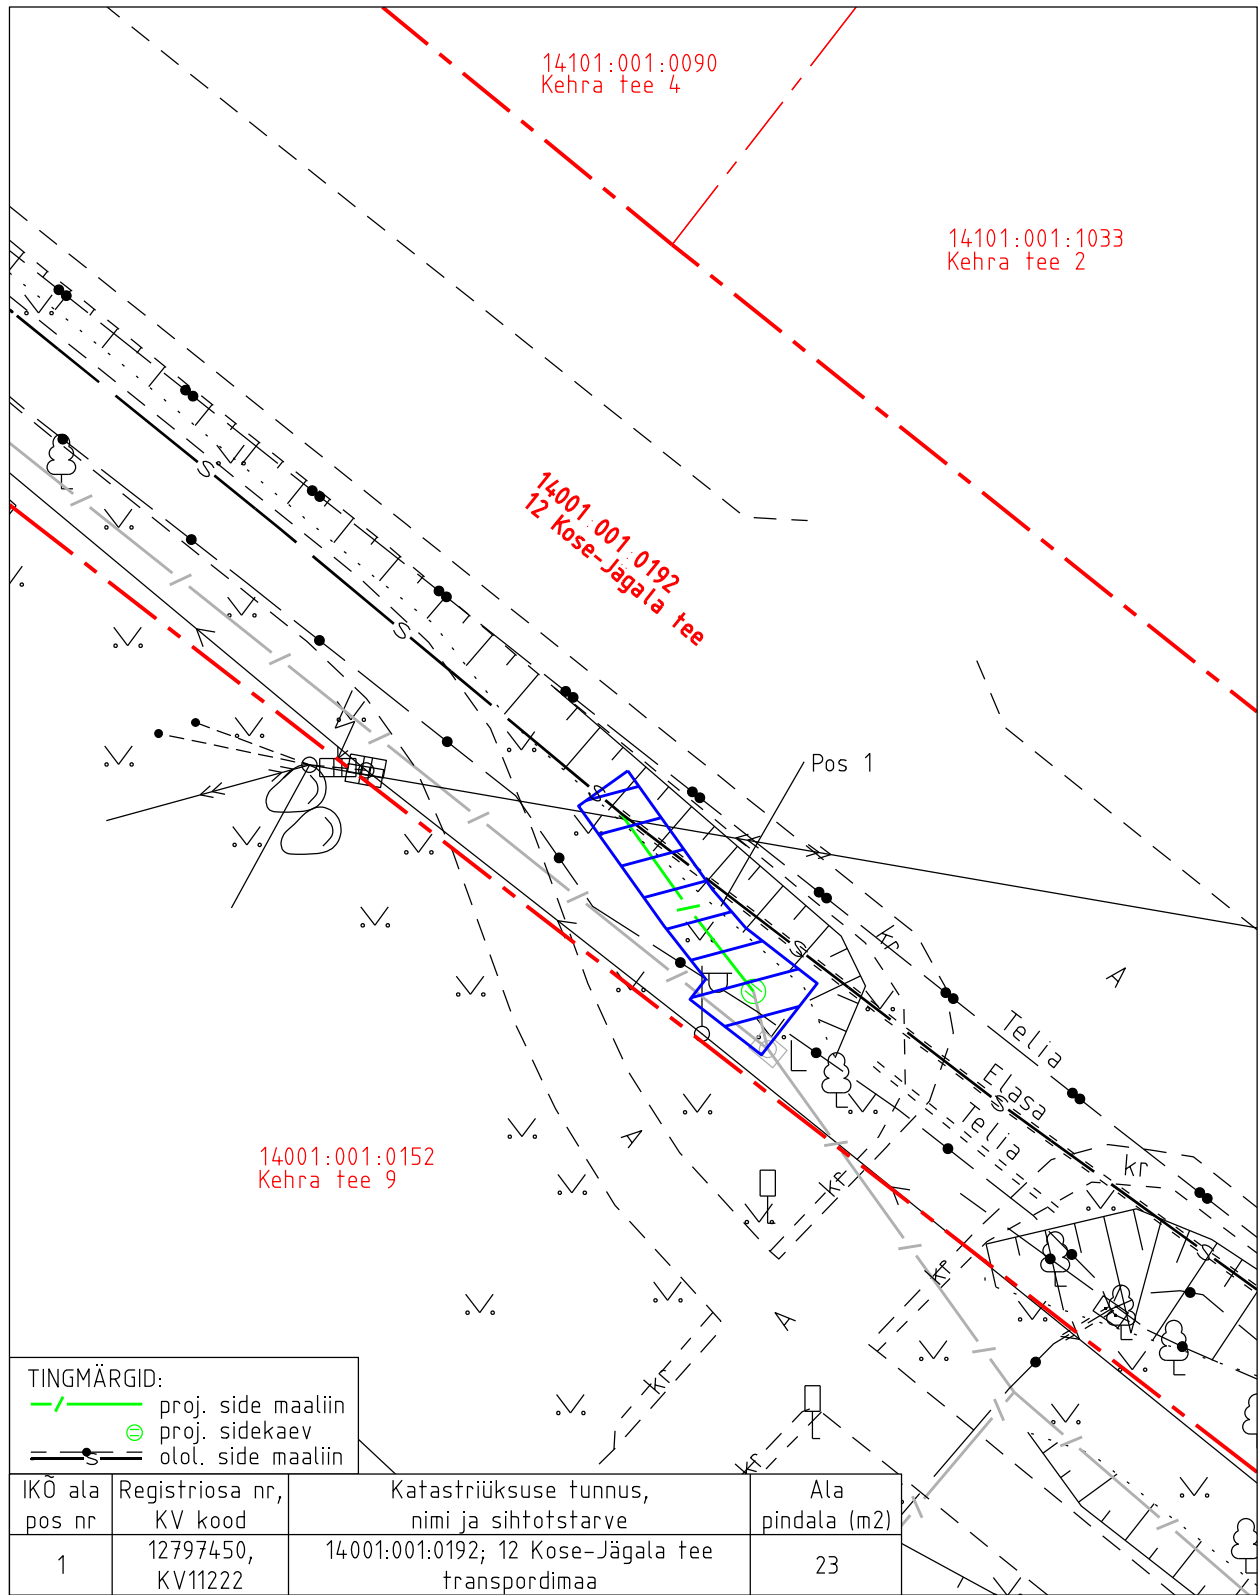 14101:001:0090
Kehra tee 4
14101:001:1033
Kehra tee 2
14001:001:0192
12 Kose-Jägala tee
S
S
S
Pos 1
S
kr
A
Telia
Elasa
S
Telia
kr
A
14001:001:0152
Kehra tee 9
kr
S
kr
A
kr
kr
TINGMÄRGID:
proj. side maaliin
proj. sidekaev
S
olol. side maaliin
IKÕ ala
pos nr
Registriosa nr,
KV kood
Katastriüksuse tunnus,
nimi ja sihtotstarve
Ala
pindala (m2)
1
12797450,
KV11222
14001:001:0192; 12 Kose-Jägala tee
transpordimaa
23